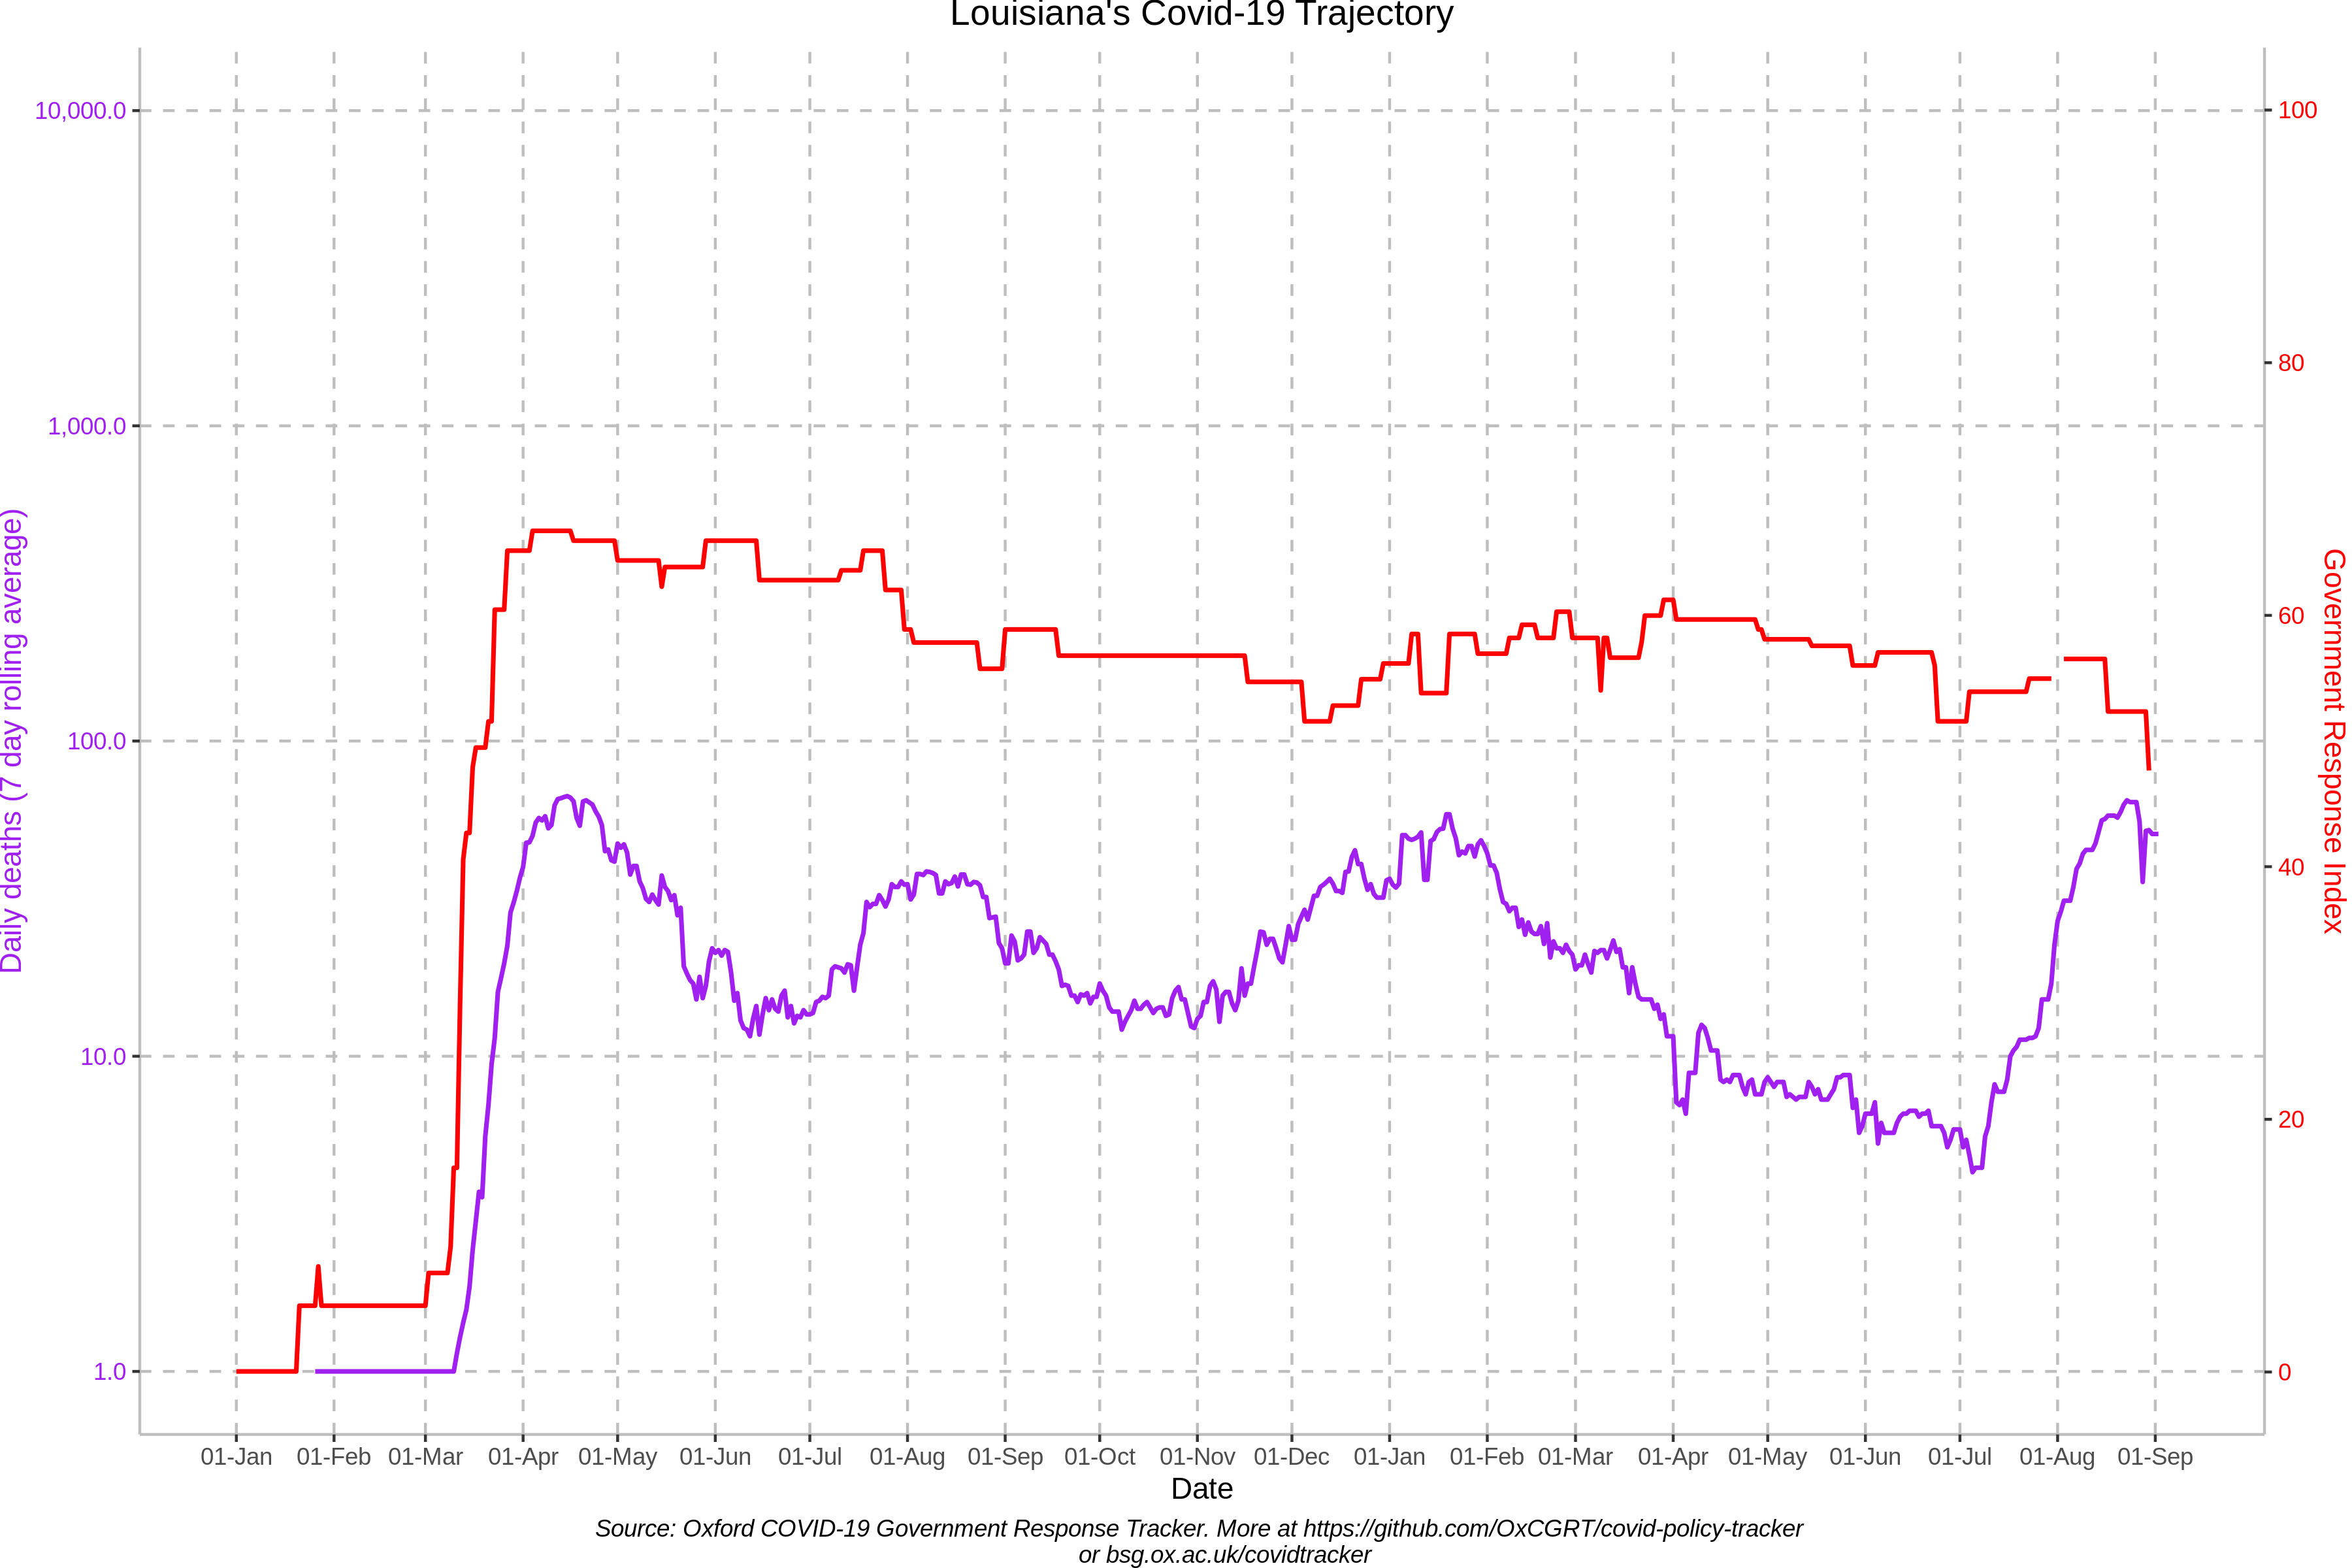 Louisiana's Covid-19 Trajectory
10,000.0
1,000.0
100.0
10.0
1.0
Daily deaths (7 day rolling average)
100
80
60
40
20
0
Government Response Index
01-Jan 01-Feb 01-Mar 01-Apr 01-May 01-Jun 01-Jul 01-Aug 01-Sep 01-Oct 01-Nov 01-Dec 01-Jan 01-Feb 01-Mar 01-Apr 01-May 01-Jun 01-Jul 01-Aug 01-Sep
Date
Source: Oxford COVID-19 Government Response Tracker. More at https://github.com/OxCGRT/covid-policy-tracker
or bsg.ox.ac.uk/covidtracker